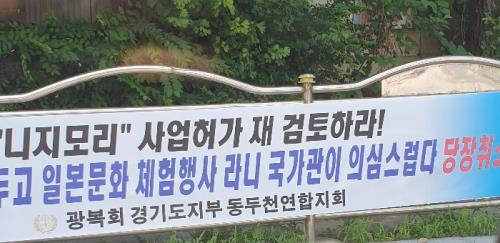 "니지모리" 사업허가 재 검토하라!
두고 일본문화 체험행사 라니 국가관이 의심스럽다 당장취소
광복회 경기도지부 동두천연합지회